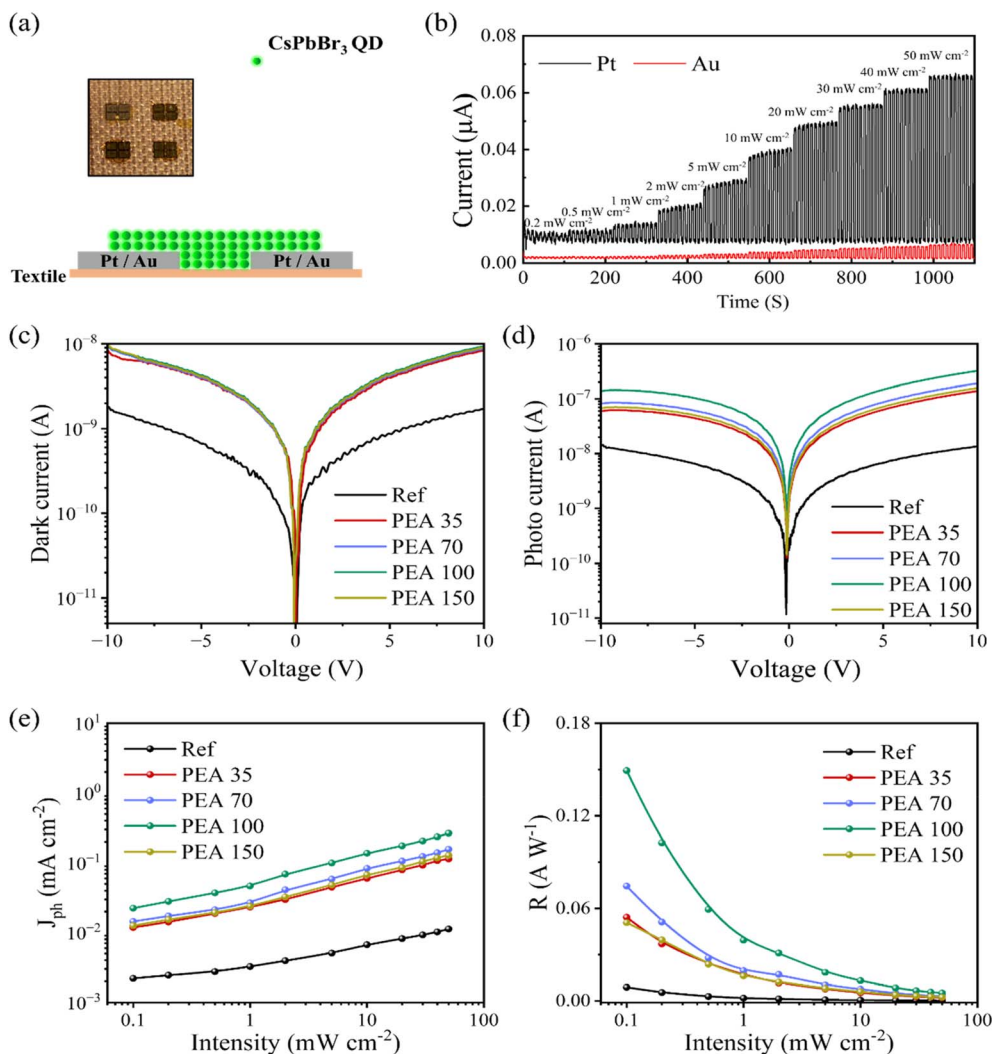 (a)
CsPbBr₃ QD
Pt / Au
Pt / Au
Textile
(b)
0.08
0.06
0.04
0.02
0.00
Current (µA)
Pt
Au
0.2 mW cm⁻²
0.5 mW cm⁻²
1 mW cm⁻²
2 mW cm⁻²
5 mW cm⁻²
10 mW cm⁻²
20 mW cm⁻²
30 mW cm⁻²
40 mW cm⁻²
50 mW cm⁻²
0 200 400 600 800 1000
Time (S)
(c)
10⁻⁸
10⁻⁹
10⁻¹⁰
10⁻¹¹
Dark current (A)
Ref
PEA 35
PEA 70
PEA 100
PEA 150
−10 −5 0 5 10
Voltage (V)
(d)
10⁻⁶
10⁻⁷
10⁻⁸
10⁻⁹
10⁻¹⁰
10⁻¹¹
Photo current (A)
Ref
PEA 35
PEA 70
PEA 100
PEA 150
−10 −5 0 5 10
Voltage (V)
(e)
10¹
10⁰
10⁻¹
10⁻²
10⁻³
J_ph (mA cm⁻²)
Ref
PEA 35
PEA 70
PEA 100
PEA 150
0.1 1 10 100
Intensity (mW cm⁻²)
(f)
0.18
0.12
0.06
0.00
R (A W⁻¹)
Ref
PEA 35
PEA 70
PEA 100
PEA 150
0.1 1 10 100
Intensity (mW cm⁻²)